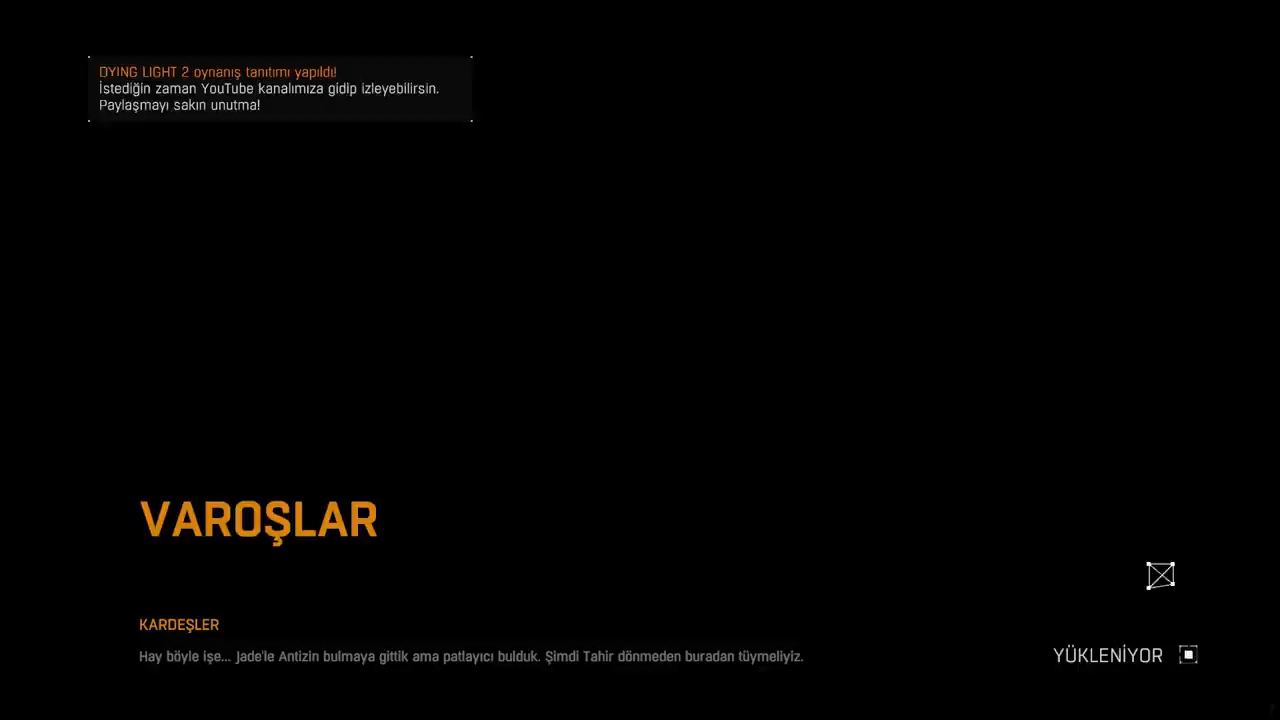 DYING LIGHT 2 oynanış tanıtımı yapıldı!
İstediğin zaman YouTube kanalımıza gidip izleyebilirsin.
Paylaşmayı sakın unutma!
VAROŞLAR
KARDEŞLER
Hay böyle işe... Jade'le Antizin bulmaya gittik ama patlayıcı bulduk. Şimdi Tahir dönmeden buradan tüymeliyiz.
YÜKLENİYOR